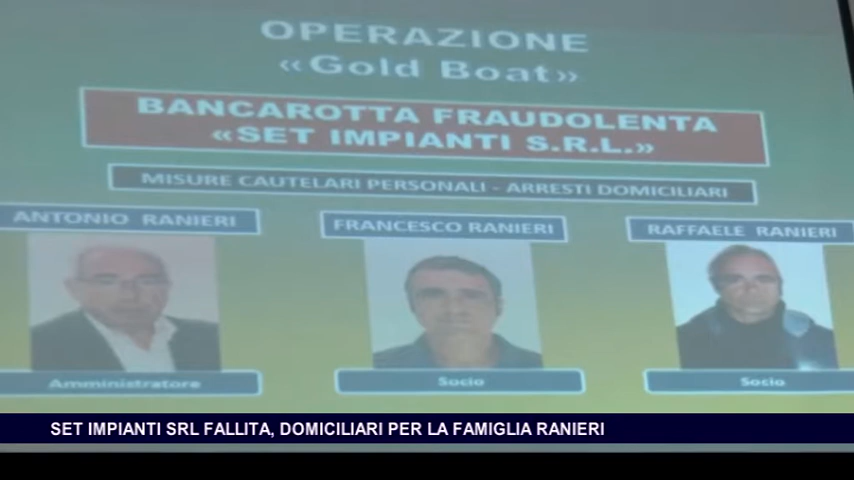 OPERAZIONE
«Gold Boat»
BANCAROTTA FRAUDOLENTA
«SET IMPIANTI S.R.L.»
MISURE CAUTELARI PERSONALI - ARRESTI DOMICILIARI
ANTONIO RANIERI
FRANCESCO RANIERI
RAFFAELE RANIERI
Amministratore
Socio
Socio
SET IMPIANTI SRL FALLITA, DOMICILIARI PER LA FAMIGLIA RANIERI